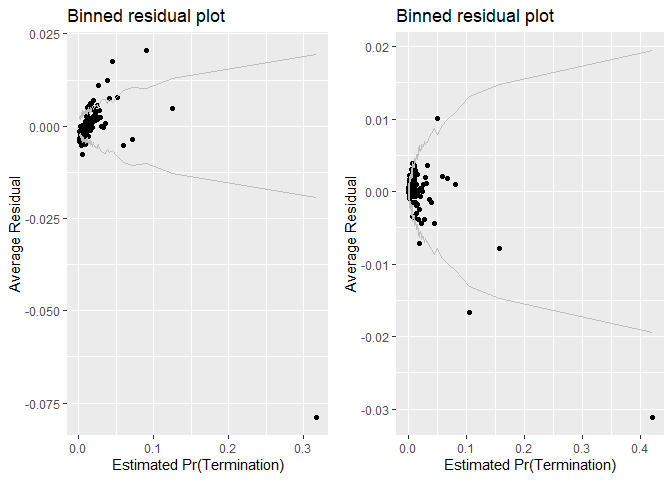 Binned residual plot
0.025
0.000
-0.025
-0.050
-0.075
Average Residual
0.0 0.1 0.2 0.3
Estimated Pr(Termination)
Binned residual plot
0.02
0.01
0.00
-0.01
-0.02
-0.03
Average Residual
0.0 0.1 0.2 0.3 0.4
Estimated Pr(Termination)